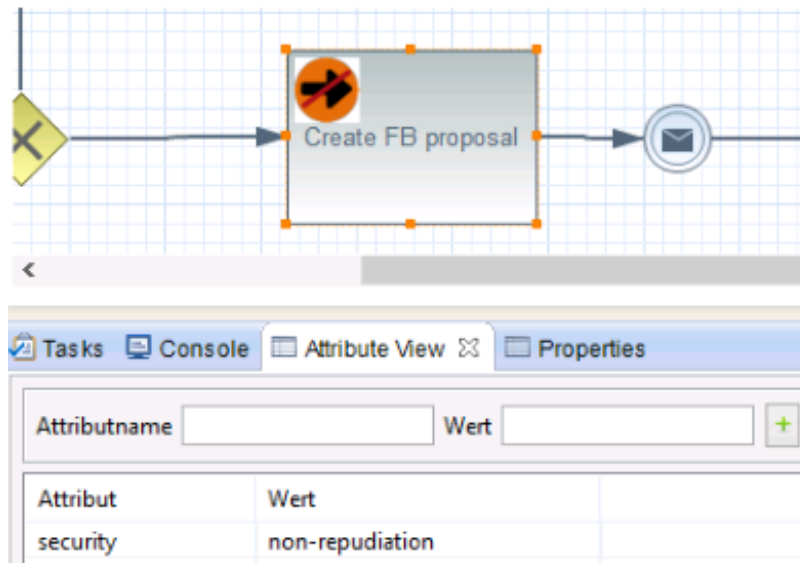 Create FB proposal
Tasks Console Attribute View Properties
Attributname Wert
Attribut Wert
security non-repudiation